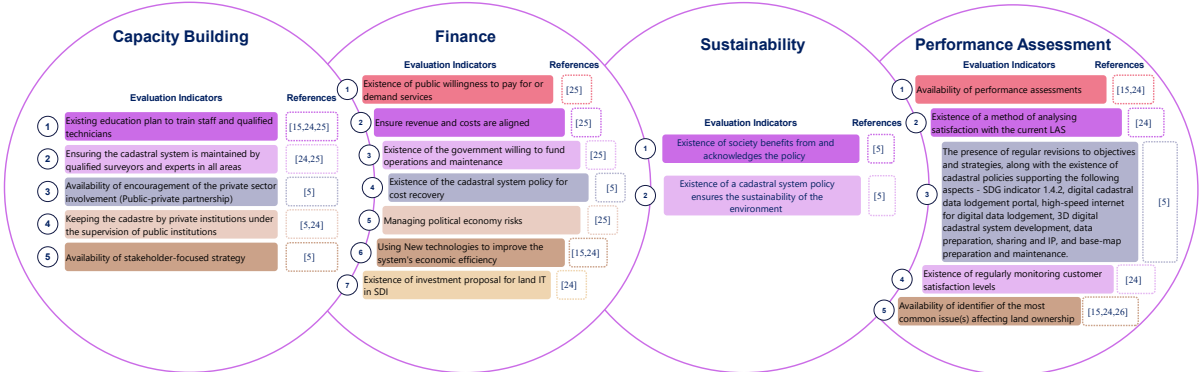 Capacity Building
Evaluation Indicators References
1 Existing education plan to train staff and qualified
technicians [15,24,25]
2 Ensuring the cadastral system is maintained by
qualified surveyors and experts in all areas [24,25]
3 Availability of encouragement of the private sector
involvement (Public-private partnership) [5]
4 Keeping the cadastre by private institutions under
the supervision of public institutions [5,24]
5 Availability of stakeholder-focused strategy [5]
Finance
Evaluation Indicators References
1 Existence of public willingness to pay for or
demand services [25]
2 Ensure revenue and costs are aligned [25]
3 Existence of the government willing to fund
operations and maintenance [25]
4 Existence of the cadastral system policy for
cost recovery [5]
5 Managing political economy risks [25]
6 Using New technologies to improve the
system's economic efficiency [15,24]
7 Existence of investment proposal for land IT
in SDI [24]
Sustainability
Evaluation Indicators References
1 Existence of society benefits from and
acknowledges the policy [5]
2 Existence of a cadastral system policy
ensures the sustainability of the
environment [5]
Performance Assessment
Evaluation Indicators References
1 Availability of performance assessments [15,24]
2 Existence of a method of analysing
satisfaction with the current LAS [24]
3 The presence of regular revisions to objectives
and strategies, along with the existence of
cadastral policies supporting the following
aspects - SDG indicator 1.4.2, digital cadastral
data lodgement portal, high-speed internet
for digital data lodgement, 3D digital
cadastral system development, data
preparation, sharing and IP, and base-map
preparation and maintenance. [5]
4 Existence of regularly monitoring customer
satisfaction levels [24]
5 Availability of identifier of the most
common issue(s) affecting land ownership [15,24,26]